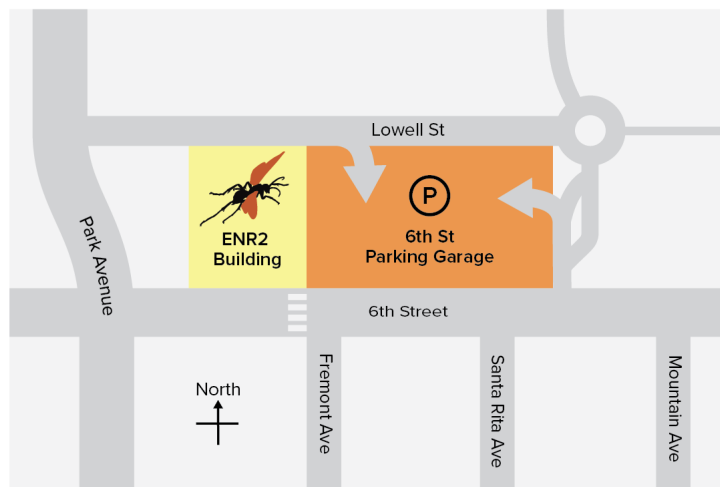 Lowell St
P
ENR2
Building
6th St
Parking Garage
Park Avenue
6th Street
North
Fremont Ave
Santa Rita Ave
Mountain Ave